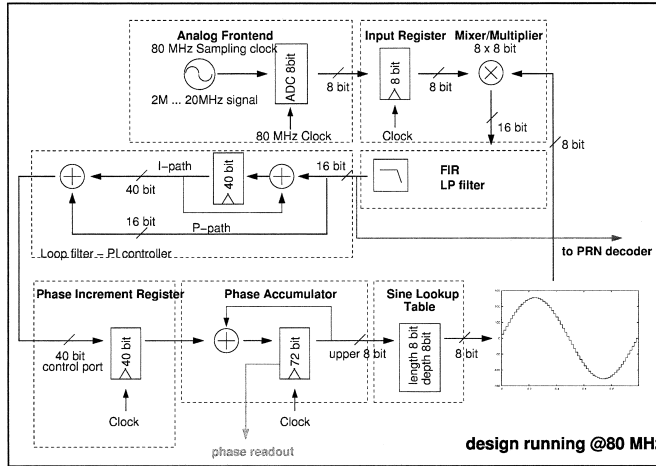 Analog Frontend
80 MHz Sampling clock
2M ... 20MHz signal
ADC 8bit
8 bit
80 MHz Clock
Input Register
8 bit
Clock
8 bit
Mixer/Multiplier
8 x 8 bit
16 bit
8 bit
I-path
40 bit
40 bit
16 bit
FIR
LP filter
16 bit
P-path
Loop filter – PI controller
to PRN decoder
Phase Increment Register
40 bit
control port
40 bit
Clock
Phase Accumulator
72 bit
upper 8 bit
Clock
phase readout
Sine Lookup
Table
length 8 bit
depth 8bit
8 bit
design running @80 MHz